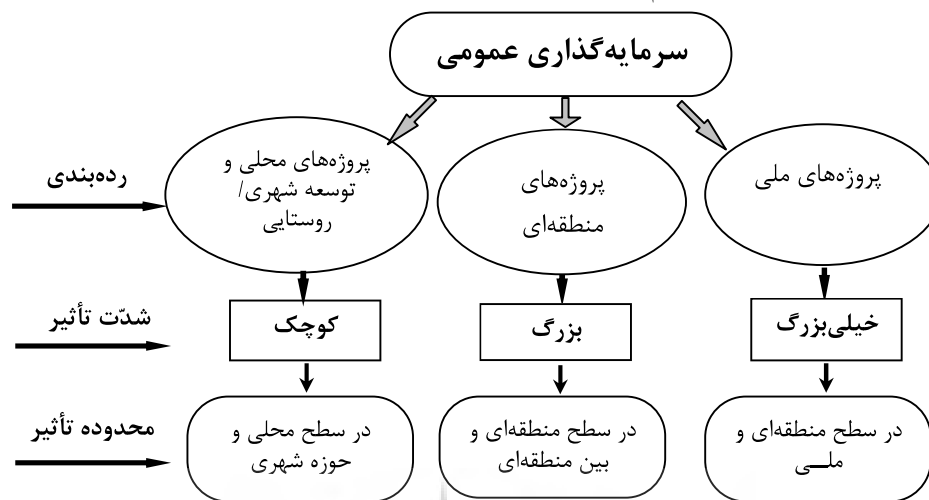 سرمایه‌گذاری عمومی
رده‌بندی
پروژه‌های ملی
پروژه‌های
منطقه‌ای
پروژه‌های محلی و
توسعه شهری/
روستایی
شدّت تأثیر
خیلی‌بزرگ
بزرگ
کوچک
محدوده تأثیر
در سطح منطقه‌ای و
ملــی
در سطح منطقه‌ای و
بین منطقه‌ای
در سطح محلی و
حوزه شهری